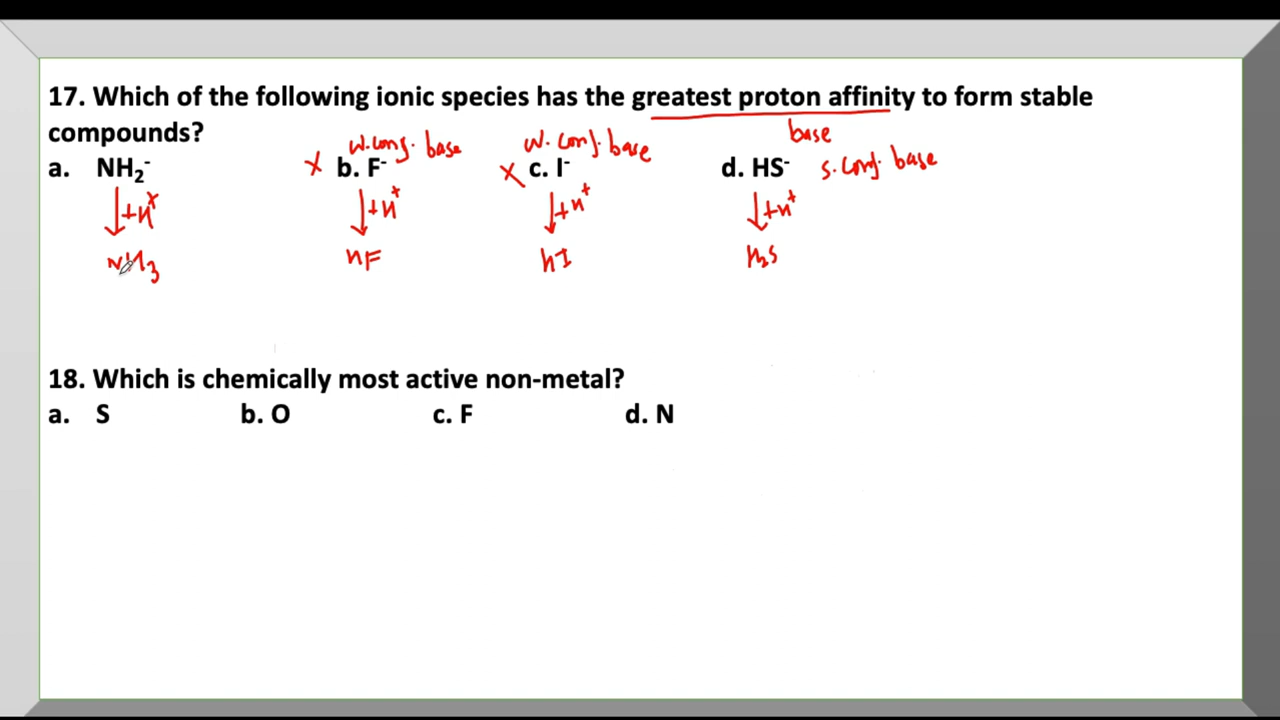 17. Which of the following ionic species has the greatest proton affinity to form stable
compounds?
base
w. conj. base
w. conj. base
s. conj. base
a. NH₂⁻ x b. F⁻ x c. I⁻ d. HS⁻
+H⁺ +H⁺ +H⁺ +H⁺
NH₃ HF HI H₂S
18. Which is chemically most active non-metal?
a. S b. O c. F d. N